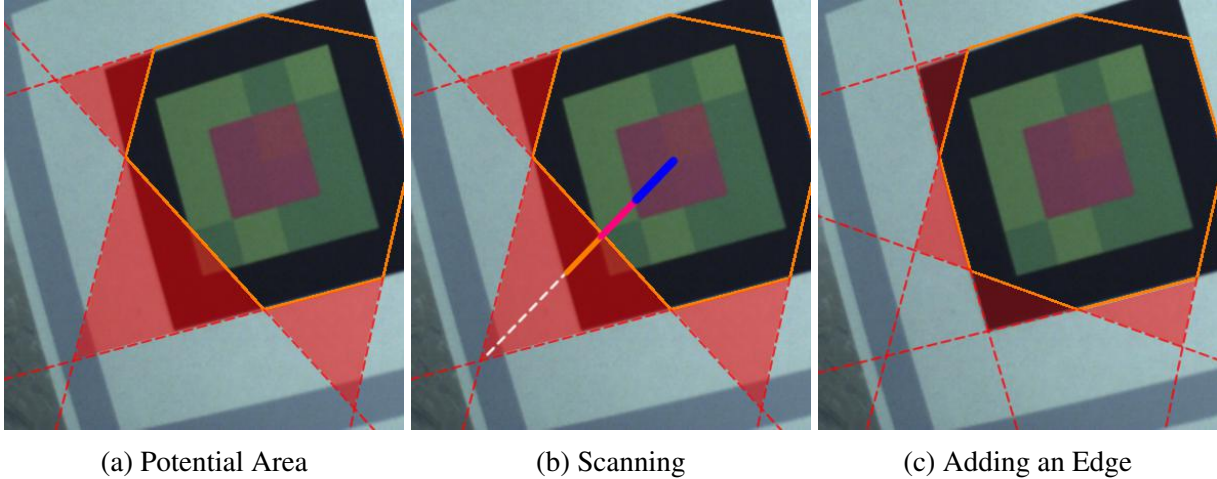 (a) Potential Area
(b) Scanning
(c) Adding an Edge